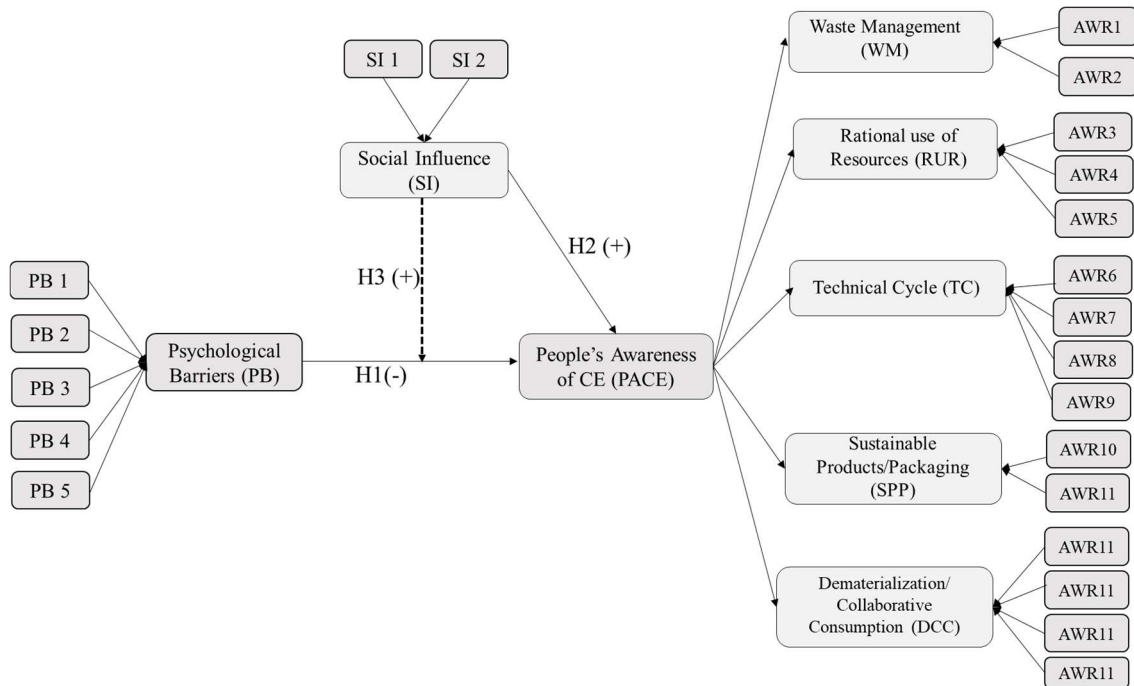 Waste Management
(WM)
AWR1
AWR2
SI 1
SI 2
Social Influence
(SI)
Rational use of
Resources (RUR)
AWR3
AWR4
AWR5
H2 (+)
H3 (+)
PB 1
PB 2
PB 3
PB 4
PB 5
Psychological
Barriers (PB)
H1(-)
People's Awareness
of CE (PACE)
Technical Cycle (TC)
AWR6
AWR7
AWR8
AWR9
Sustainable
Products/Packaging
(SPP)
AWR10
AWR11
Dematerialization/
Collaborative
Consumption (DCC)
AWR11
AWR11
AWR11
AWR11